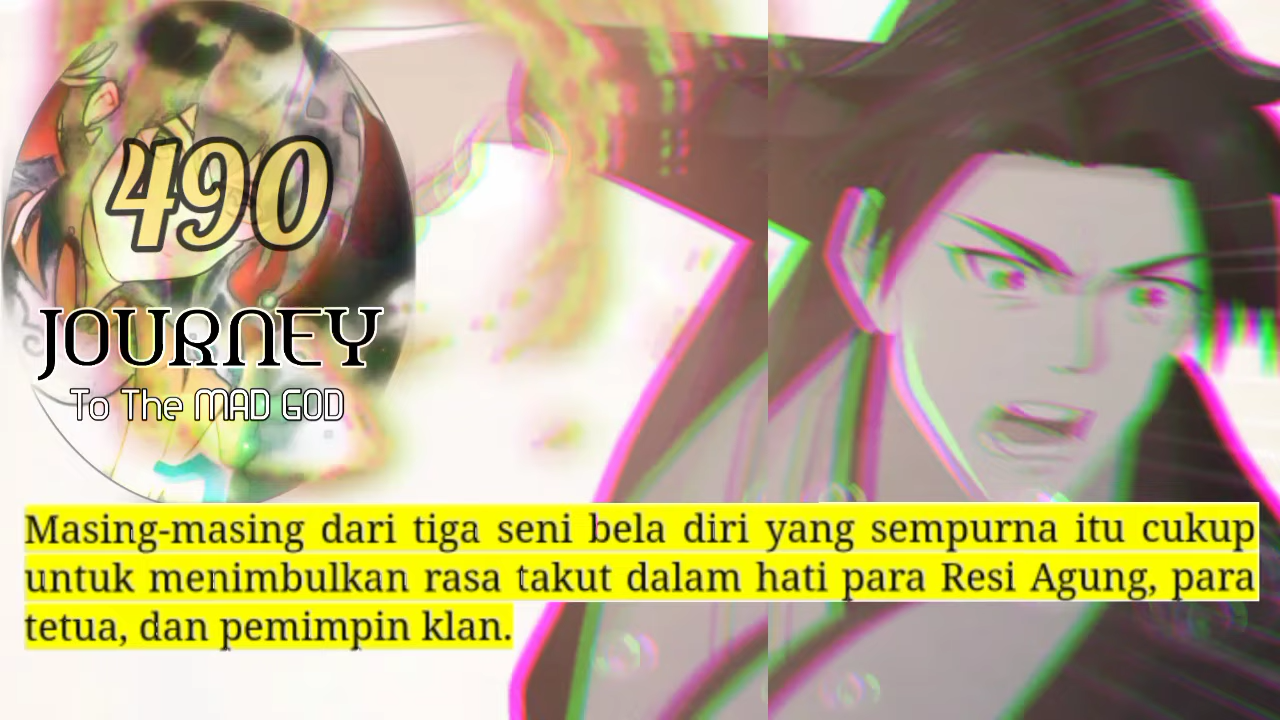 490
JOURNEY
To The MAD GOD
Masing-masing dari tiga seni bela diri yang sempurna itu cukup
untuk menimbulkan rasa takut dalam hati para Resi Agung, para
tetua, dan pemimpin klan.